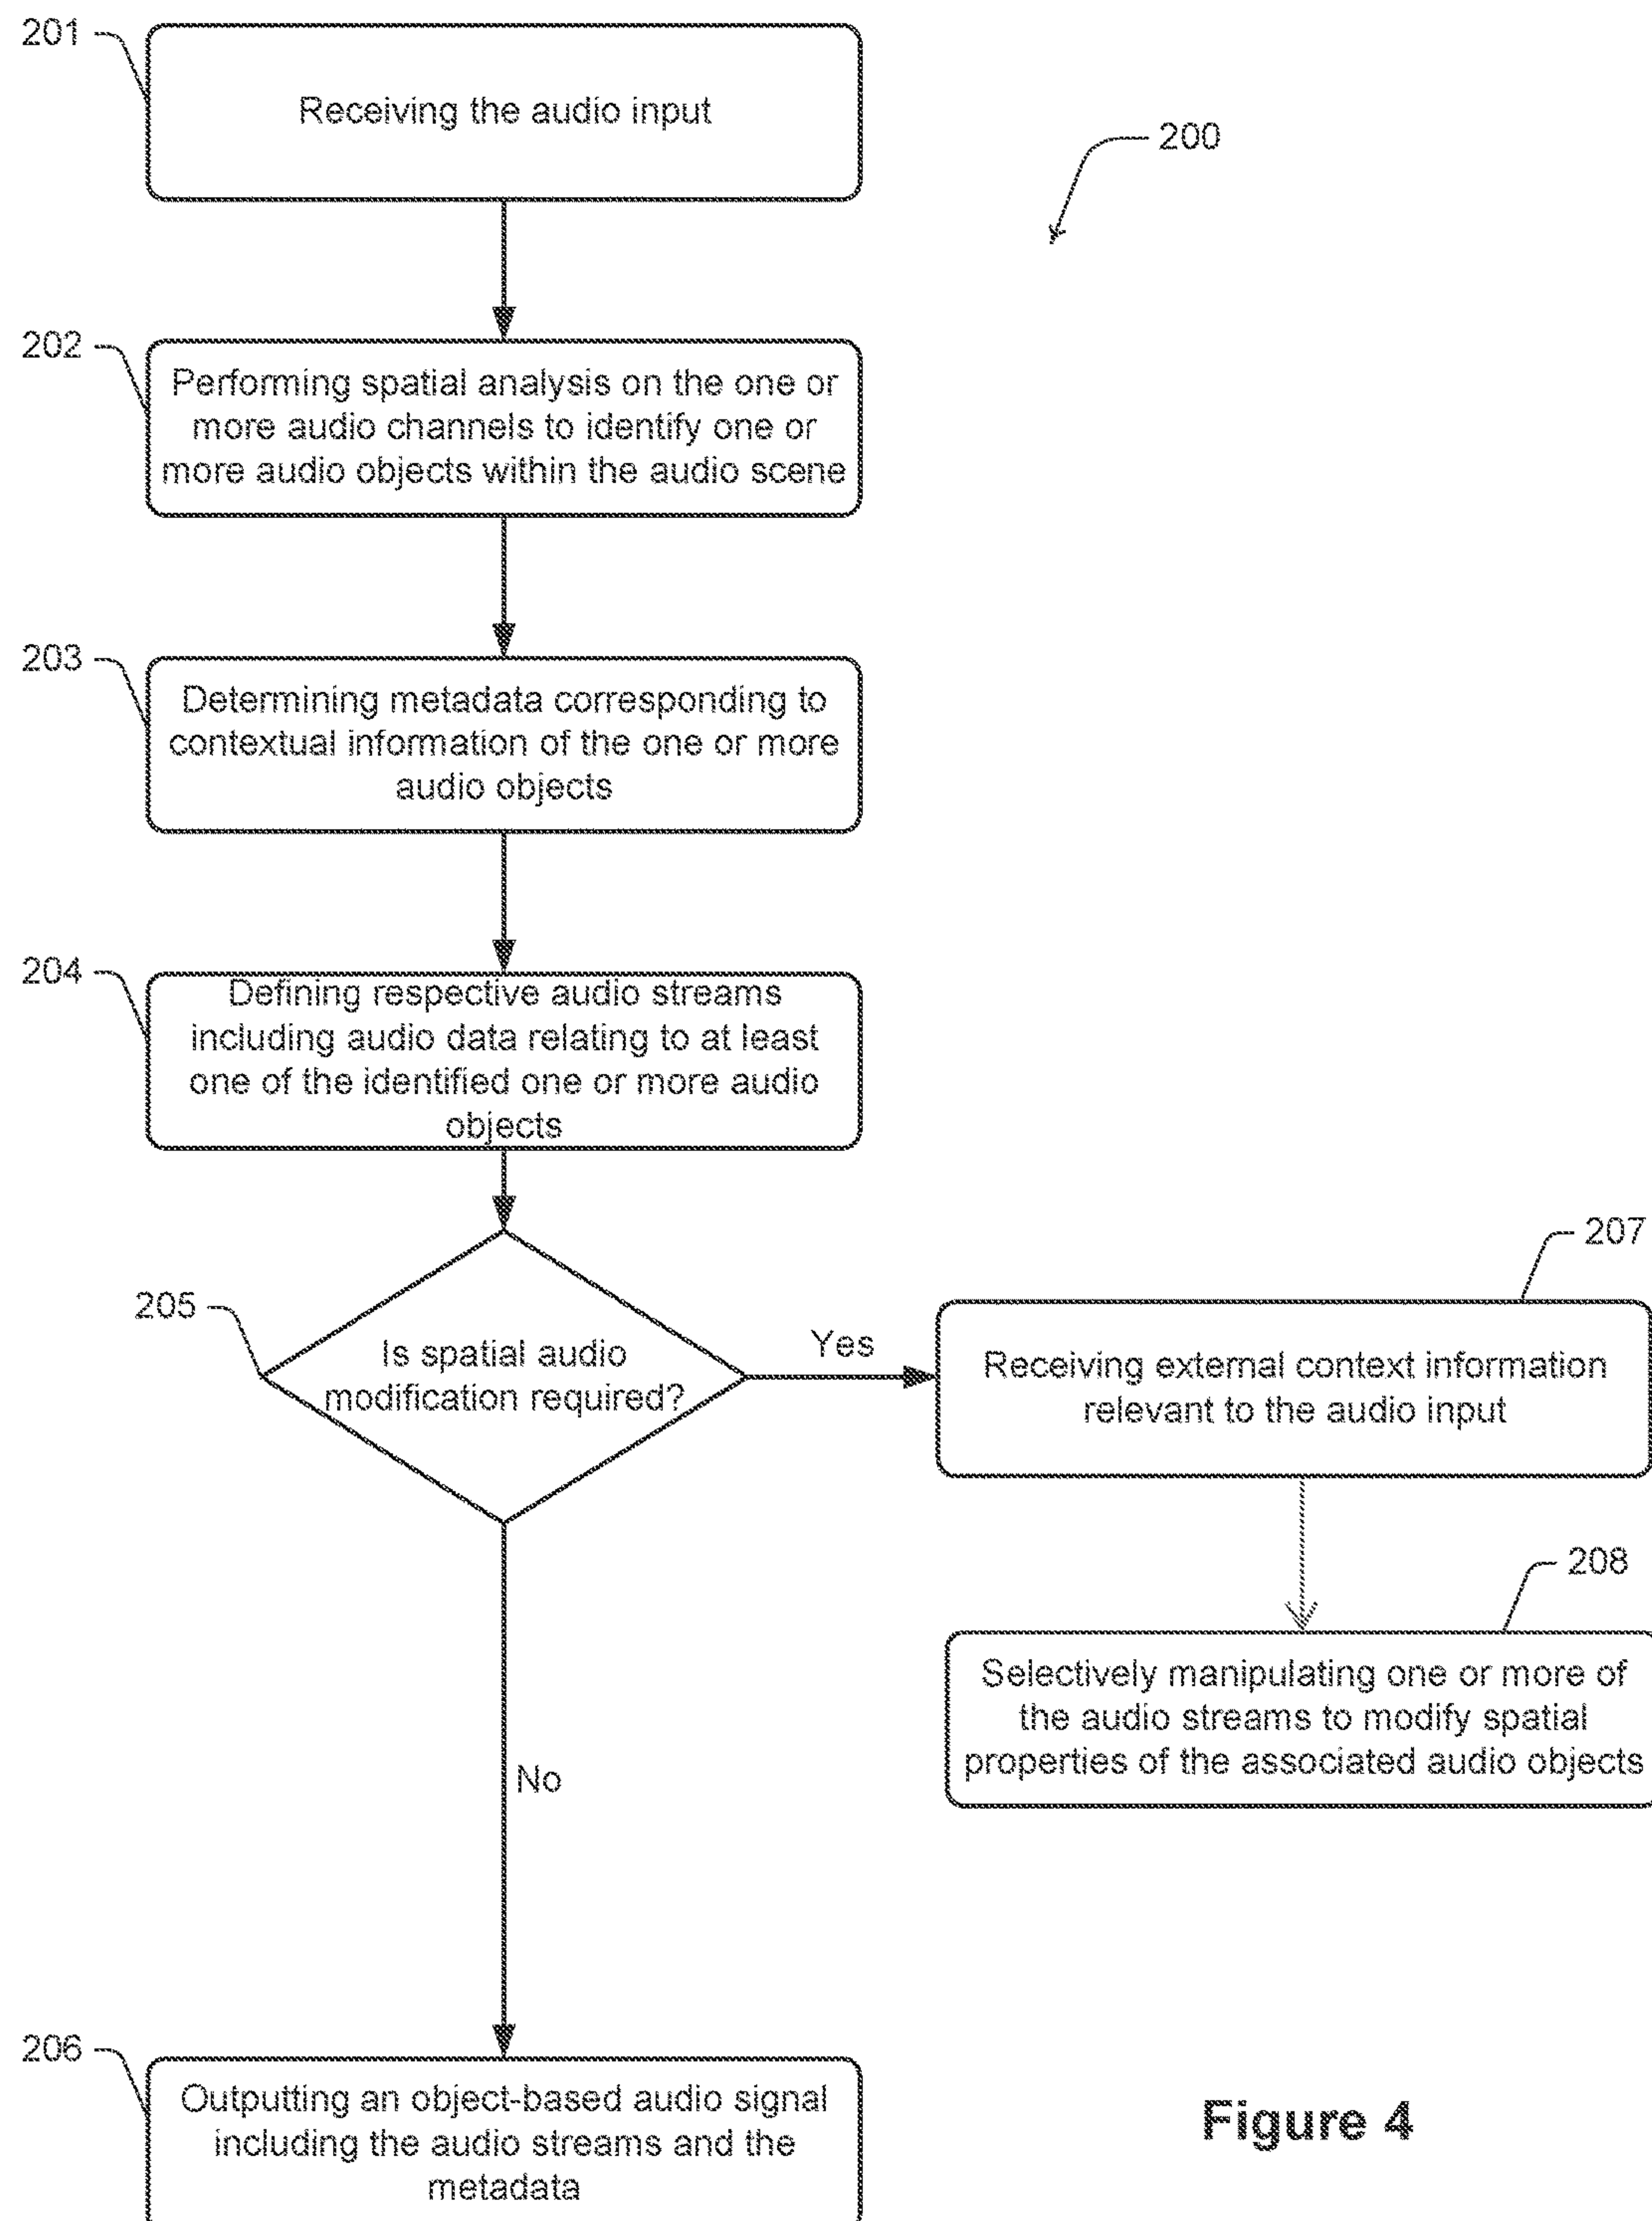 201
Receiving the audio input
200
202
Performing spatial analysis on the one or
more audio channels to identify one or
more audio objects within the audio scene
203
Determining metadata corresponding to
contextual information of the one or more
audio objects
204
Defining respective audio streams
including audio data relating to at least
one of the identified one or more audio
objects
205
Is spatial audio
modification required?
Yes
207
Receiving external context information
relevant to the audio input
208
Selectively manipulating one or more of
the audio streams to modify spatial
properties of the associated audio objects
No
206
Outputting an object-based audio signal
including the audio streams and the
metadata
Figure 4